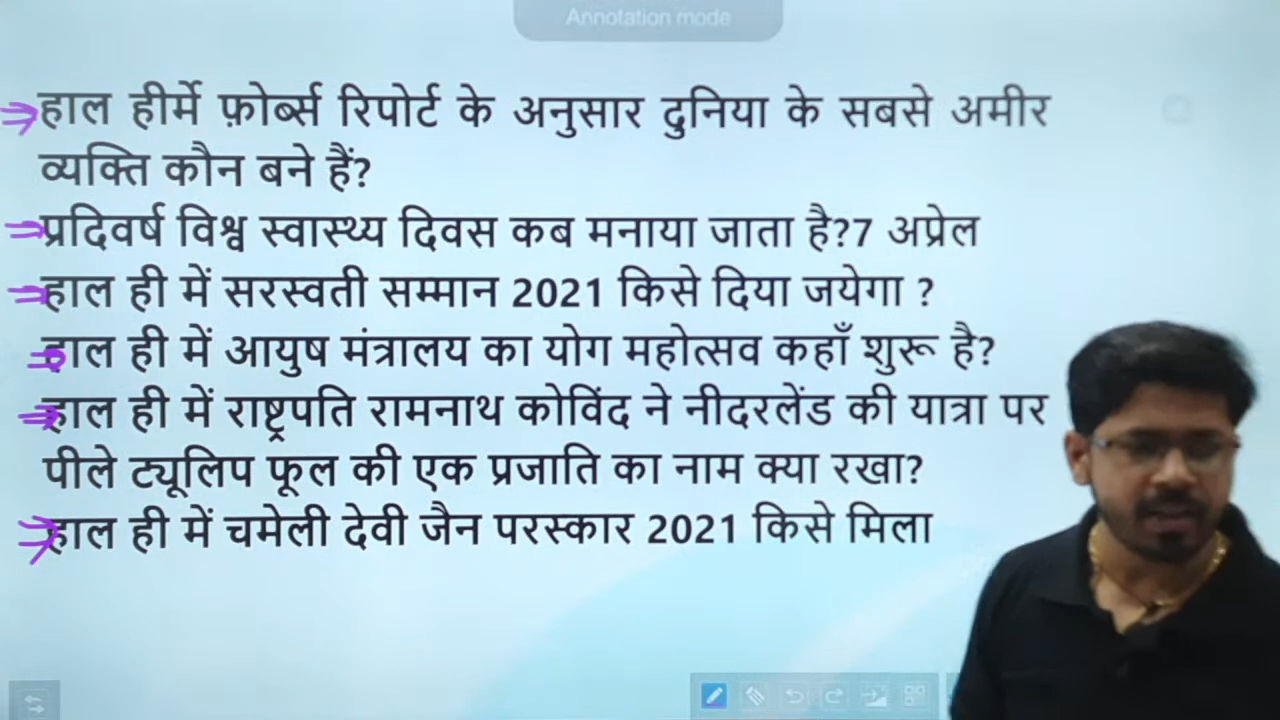 Annotation mode
हाल हीर्मे फ़ोर्ब्स रिपोर्ट के अनुसार दुनिया के सबसे अमीर
व्यक्ति कौन बने हैं?
प्रदिवर्ष विश्व स्वास्थ्य दिवस कब मनाया जाता है?7 अप्रेल
हाल ही में सरस्वती सम्मान 2021 किसे दिया जयेगा ?
हाल ही में आयुष मंत्रालय का योग महोत्सव कहाँ शुरू है?
हाल ही में राष्ट्रपति रामनाथ कोविंद ने नीदरलेंड की यात्रा पर
पीले ट्यूलिप फूल की एक प्रजाति का नाम क्या रखा?
हाल ही में चमेली देवी जैन परस्कार 2021 किसे मिला